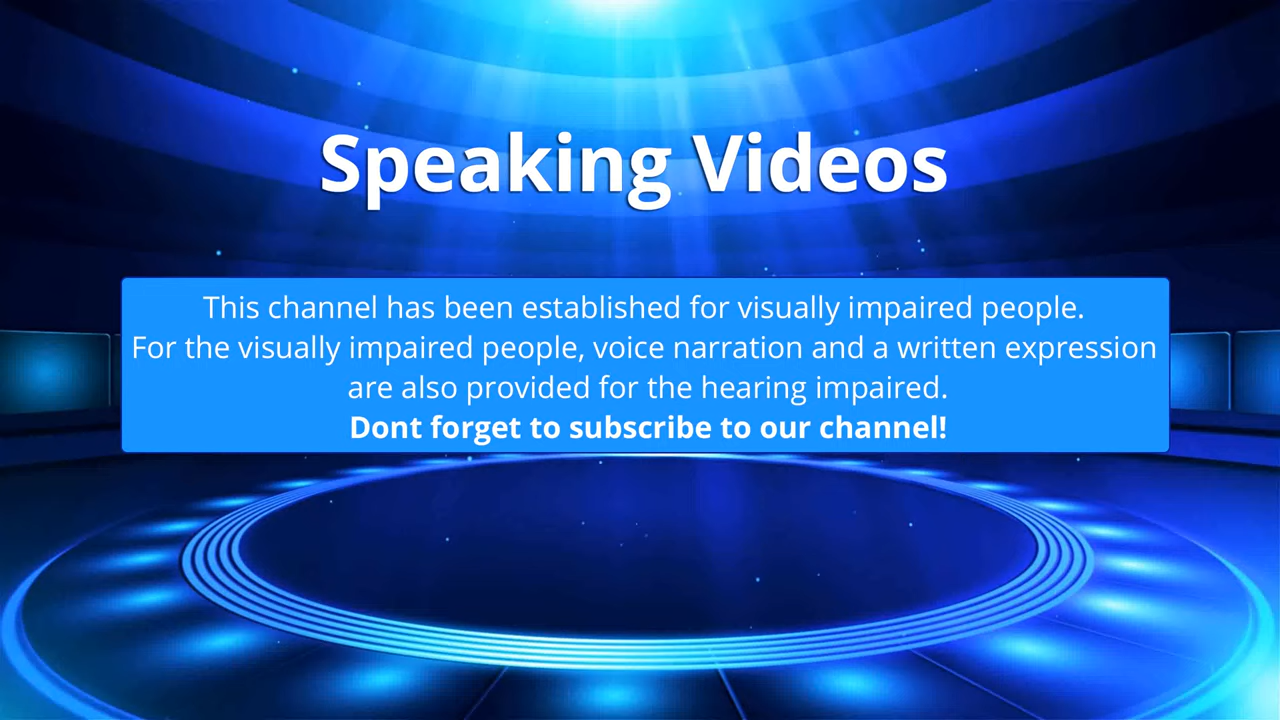 Speaking Videos
This channel has been established for visually impaired people.
For the visually impaired people, voice narration and a written expression
are also provided for the hearing impaired.
Dont forget to subscribe to our channel!